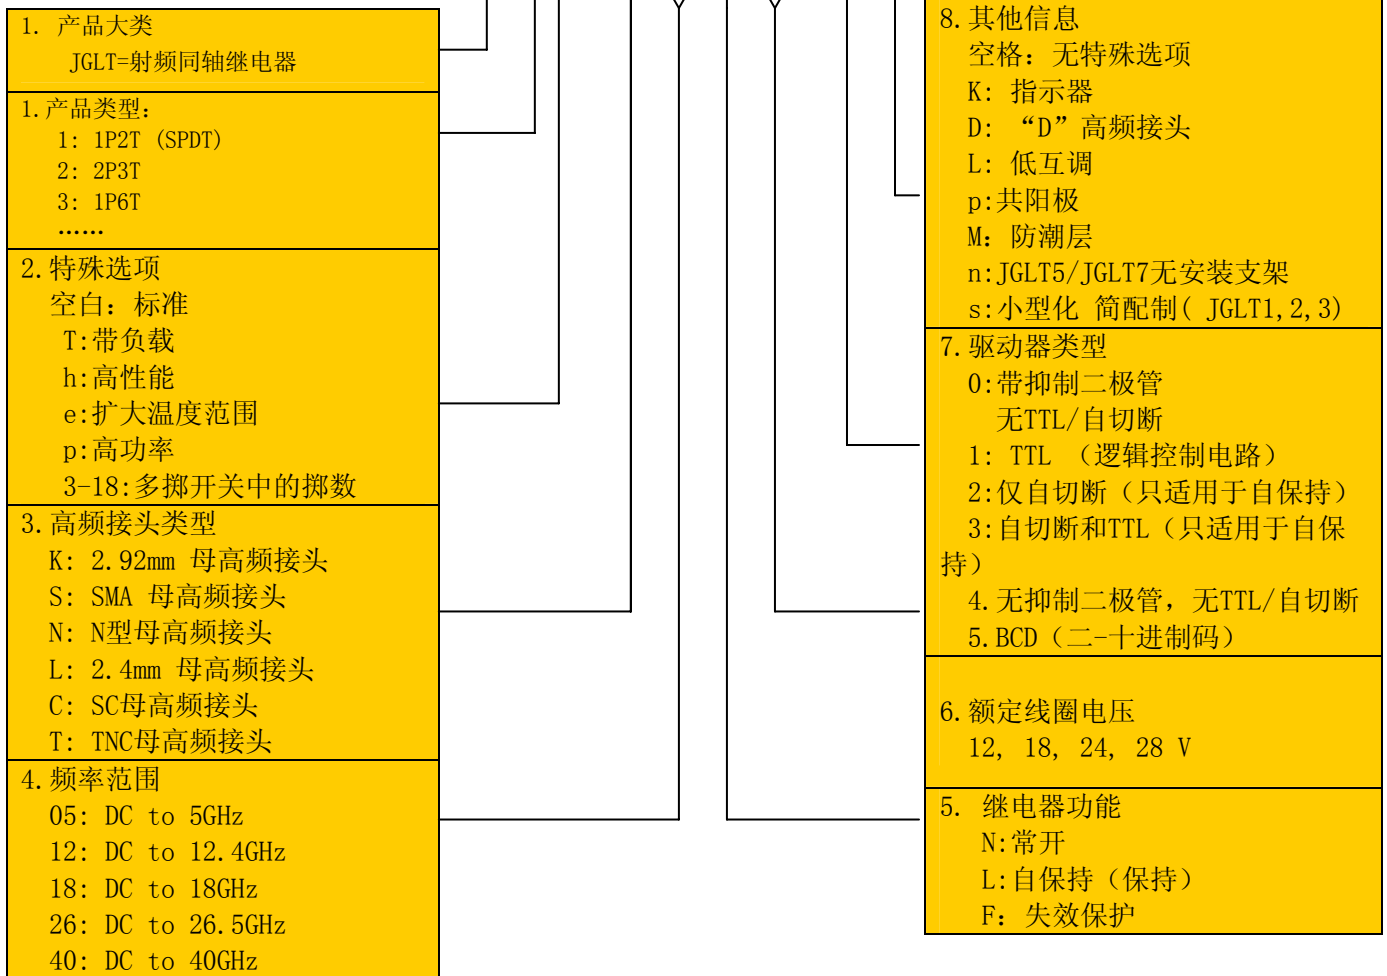 1. 产品大类
JGLT=射频同轴继电器
1.产品类型:
1: 1P2T (SPDT)
2: 2P3T
3: 1P6T
……
2.特殊选项
空白：标准
T:带负载
h:高性能
e:扩大温度范围
p:高功率
3-18:多掷开关中的掷数
3.高频接头类型
K: 2.92mm 母高频接头
S: SMA 母高频接头
N: N型母高频接头
L: 2.4mm 母高频接头
C: SC母高频接头
T: TNC母高频接头
4.频率范围
05: DC to 5GHz
12: DC to 12.4GHz
18: DC to 18GHz
26: DC to 26.5GHz
40: DC to 40GHz
8.其他信息
空格：无特殊选项
K: 指示器
D: “D”高频接头
L: 低互调
p:共阳极
M：防潮层
n:JGLT5/JGLT7无安装支架
s:小型化 简配制( JGLT1,2,3)
7.驱动器类型
0:带抑制二极管
无TTL/自切断
1: TTL （逻辑控制电路）
2:仅自切断（只适用于自保持）
3:自切断和TTL（只适用于自保
持）
4.无抑制二极管，无TTL/自切断
5.BCD（二-十进制码）
6.额定线圈电压
12, 18, 24, 28 V
5. 继电器功能
N:常开
L:自保持（保持）
F：失效保护